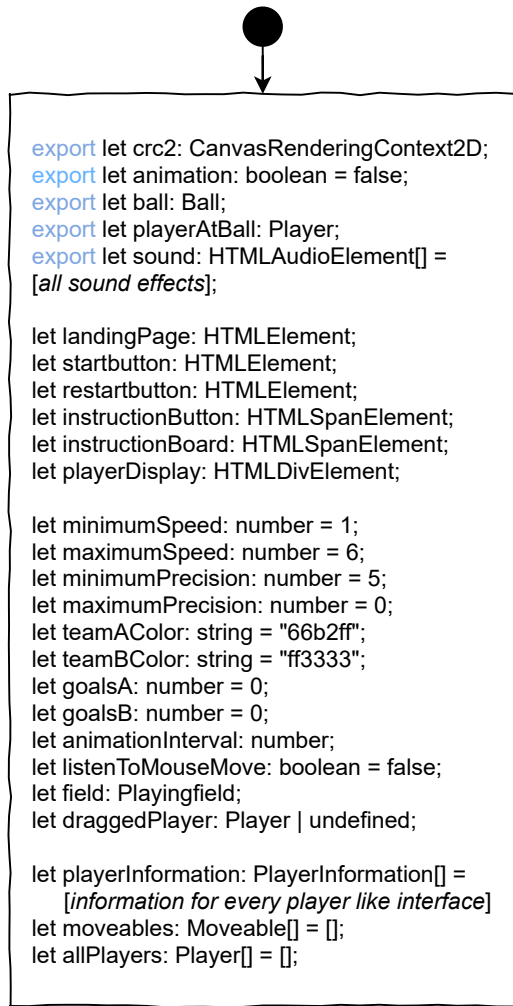 export let crc2: CanvasRenderingContext2D;
export let animation: boolean = false;
export let ball: Ball;
export let playerAtBall: Player;
export let sound: HTMLAudioElement[] =
[all sound effects];
let landingPage: HTMLElement;
let startbutton: HTMLElement;
let restartbutton: HTMLElement;
let instructionButton: HTMLSpanElement;
let instructionBoard: HTMLSpanElement;
let playerDisplay: HTMLDivElement;
let minimumSpeed: number = 1;
let maximumSpeed: number = 6;
let minimumPrecision: number = 5;
let maximumPrecision: number = 0;
let teamAColor: string = "66b2ff";
let teamBColor: string = "ff3333";
let goalsA: number = 0;
let goalsB: number = 0;
let animationInterval: number;
let listenToMouseMove: boolean = false;
let field: Playingfield;
let draggedPlayer: Player | undefined;
let playerInformation: PlayerInformation[] =
[information for every player like interface]
let moveables: Moveable[] = [];
let allPlayers: Player[] = [];